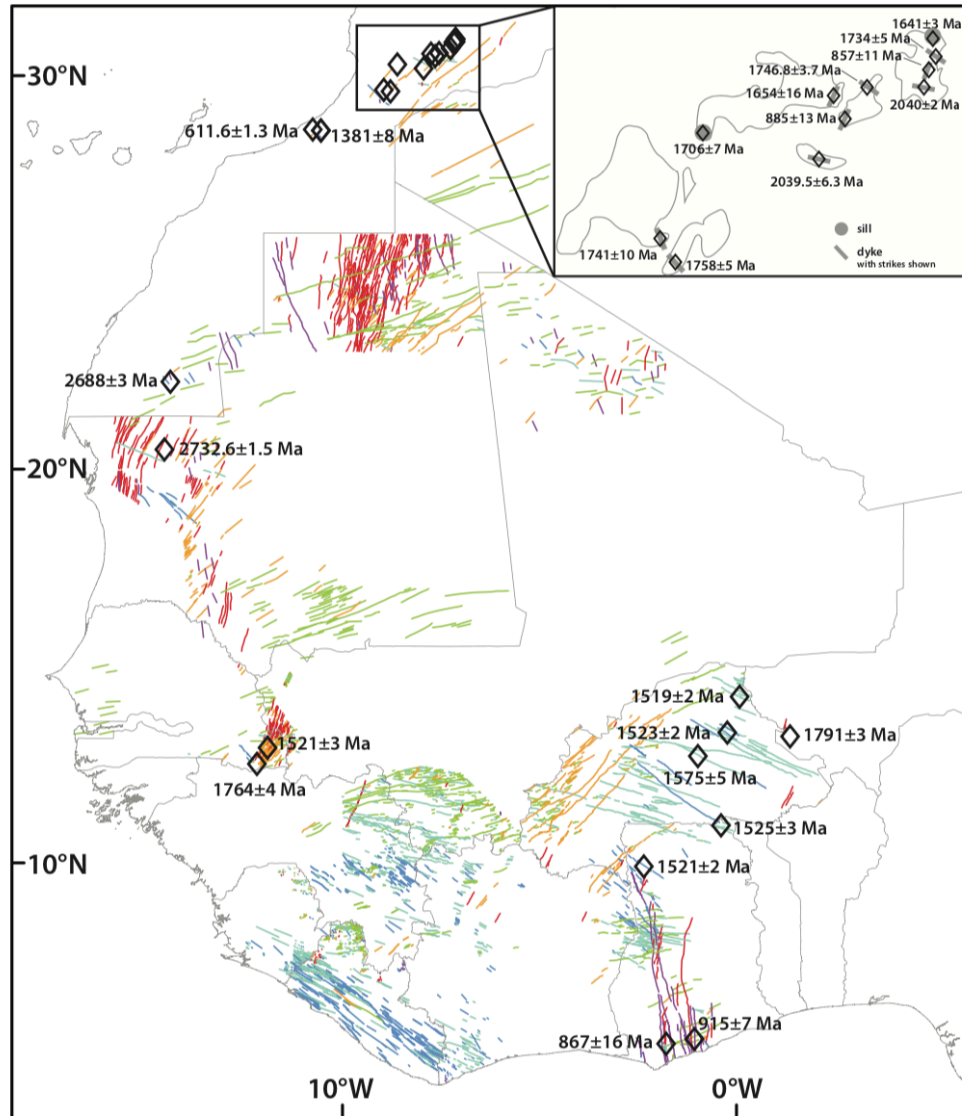 1641±3 Ma
1734±5 Ma
857±11 Ma
1746.8±3.7 Ma
1654±16 Ma
2040±2 Ma
885±13 Ma
1706±7 Ma
2039.5±6.3 Ma
sill
dyke
with strikes shown
1741±10 Ma
1758±5 Ma
30°N
611.6±1.3 Ma
1381±8 Ma
2688±3 Ma
2732.6±1.5 Ma
20°N
1519±2 Ma
1523±2 Ma
1791±3 Ma
1521±3 Ma
1575±5 Ma
1764±4 Ma
1525±3 Ma
10°N
1521±2 Ma
915±7 Ma
867±16 Ma
10°W
0°W